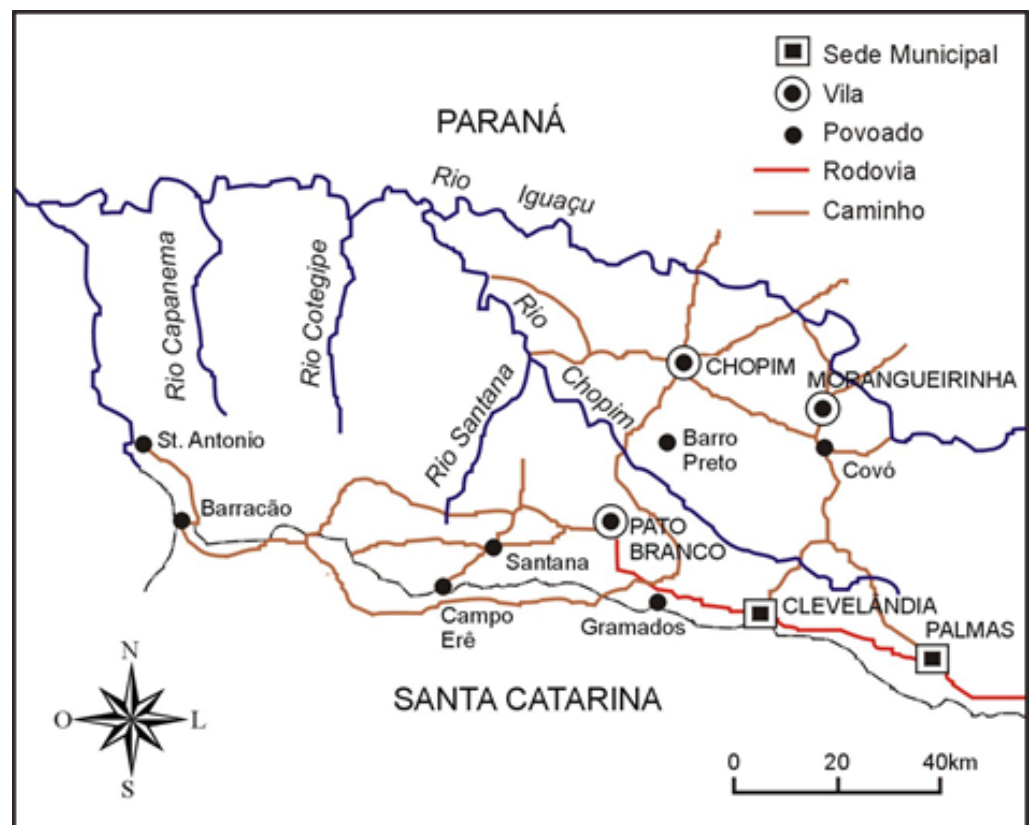 Sede Municipal
Vila
Povoado
Rodovia
Caminho
PARANÁ
Rio
Iguaçu
Rio Capanema
Rio Cotegipe
Rio
Chopim
Rio Santana
CHOPIM
MORANGUEIRINHA
St. Antonio
Barro
Preto
Covó
Barracão
PATO
BRANCO
Santana
Campo
Erê
Gramados
CLEVELÂNDIA
PALMAS
SANTA CATARINA
N
O
L
S
0
20
40km